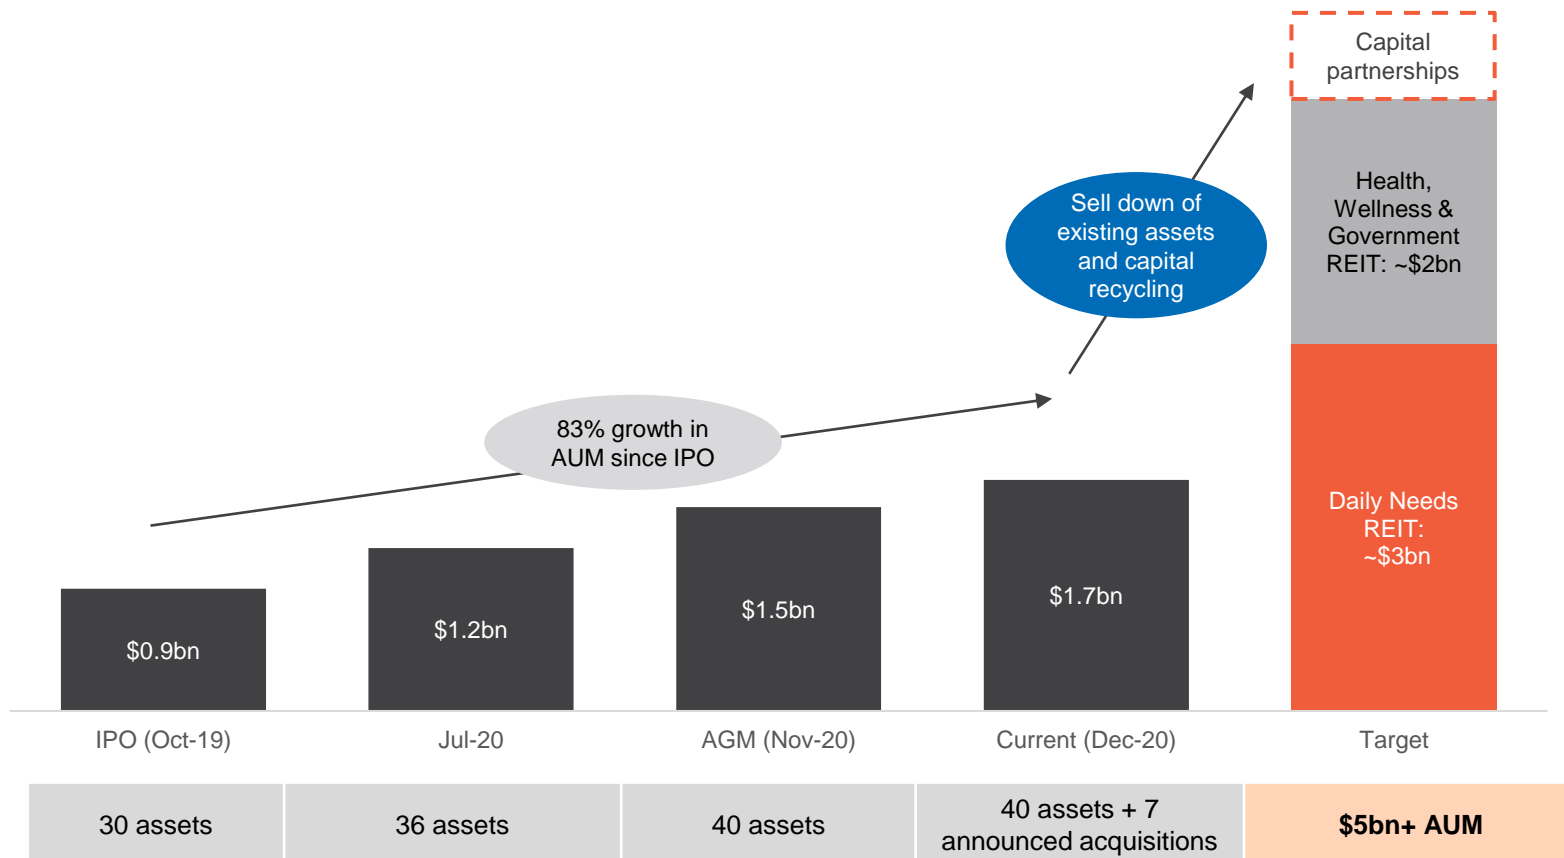 Capital
partnerships
Health,
Wellness &
Government
REIT: ~$2bn
Sell down of
existing assets
and capital
recycling
83% growth in
AUM since IPO
Daily Needs
REIT:
~$3bn
$0.9bn
$1.2bn
$1.5bn
$1.7bn
IPO (Oct-19)
Jul-20
AGM (Nov-20)
Current (Dec-20)
Target
30 assets
36 assets
40 assets
40 assets + 7
announced acquisitions
$5bn+ AUM